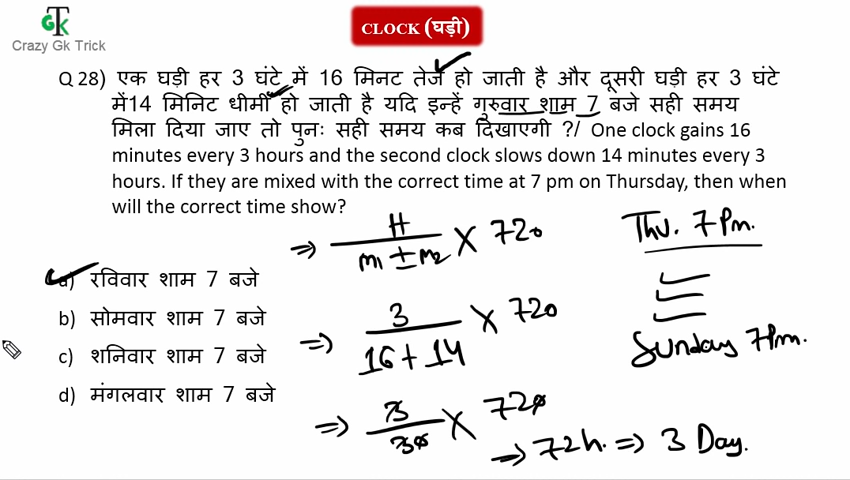 Crazy Gk Trick
CLOCK (घड़ी)
Q 28) एक घड़ी हर 3 घंटे में 16 मिनट तेज हो जाती है और दूसरी घड़ी हर 3 घंटे
में14 मिनिट धीमी हो जाती है यदि इन्हें गुरुवार शाम 7 बजे सही समय
मिला दिया जाए तो पुनः सही समय कब दिखाएगी ?/ One clock gains 16
minutes every 3 hours and the second clock slows down 14 minutes every 3
hours. If they are mixed with the correct time at 7 pm on Thursday, then when
will the correct time show?
a) रविवार शाम 7 बजे
b) सोमवार शाम 7 बजे
c) शनिवार शाम 7 बजे
d) मंगलवार शाम 7 बजे
⇒ H / m1 ± m2 × 720
⇒ 3 / 16 + 14 × 720
⇒ 3 / 30 × 720
⇒ 72h. ⇒ 3 Day.
Thu. 7 Pm.
Sunday 7Pm.